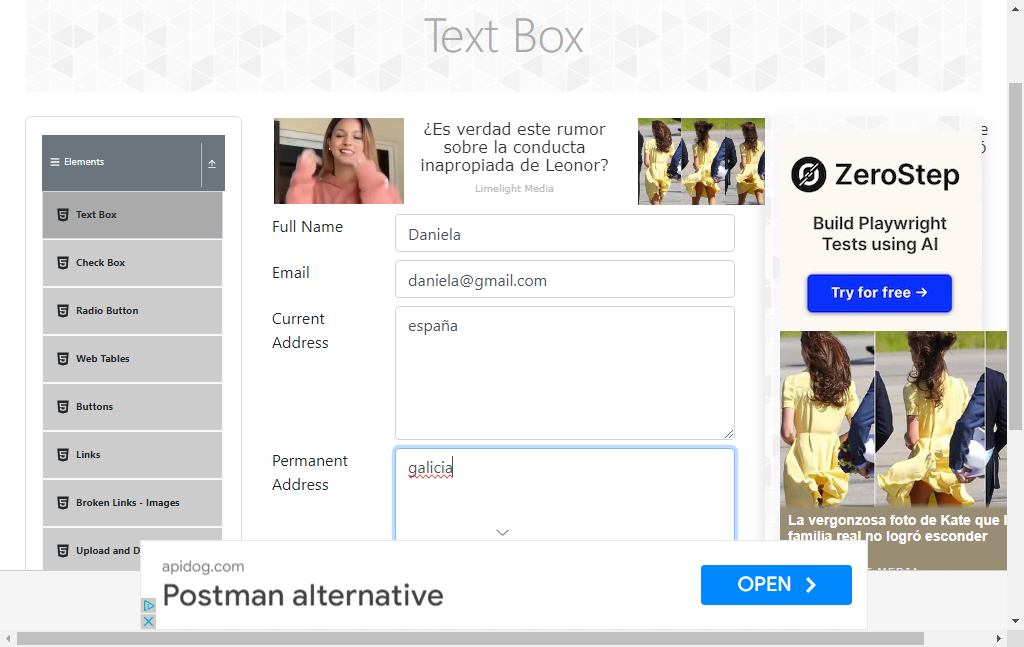 Text Box
Elements
Text Box
Check Box
Radio Button
Web Tables
Buttons
Links
Broken Links - Images
Upload and D
¿Es verdad este rumor
sobre la conducta
inapropiada de Leonor?
Limelight Media
Full Name
Daniela
Email
daniela@gmail.com
Current
Address
españa
Permanent
Address
galicia
ZeroStep
Build Playwright
Tests using AI
Try for free →
La vergonzosa foto de Kate que
familia real no logró esconder
apidog.com
Postman alternative
OPEN